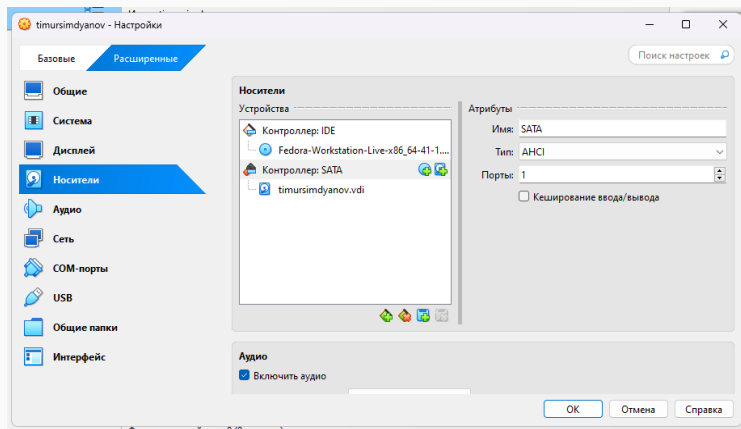 timursimdyanov - Настройки
Базовые
Расширенные
Поиск настроек
Общие
Система
Дисплей
Носители
Аудио
Сеть
COM-порты
USB
Общие папки
Интерфейс
Носители
Устройства
Контроллер: IDE
Fedora-Workstation-Live-x86_64-41-1....
Контроллер: SATA
timursimdyanov.vdi
Атрибуты
Имя: SATA
Тип: AHCI
Порты: 1
Кеширование ввода/вывода
Аудио
Включить аудио
ОК
Отмена
Справка